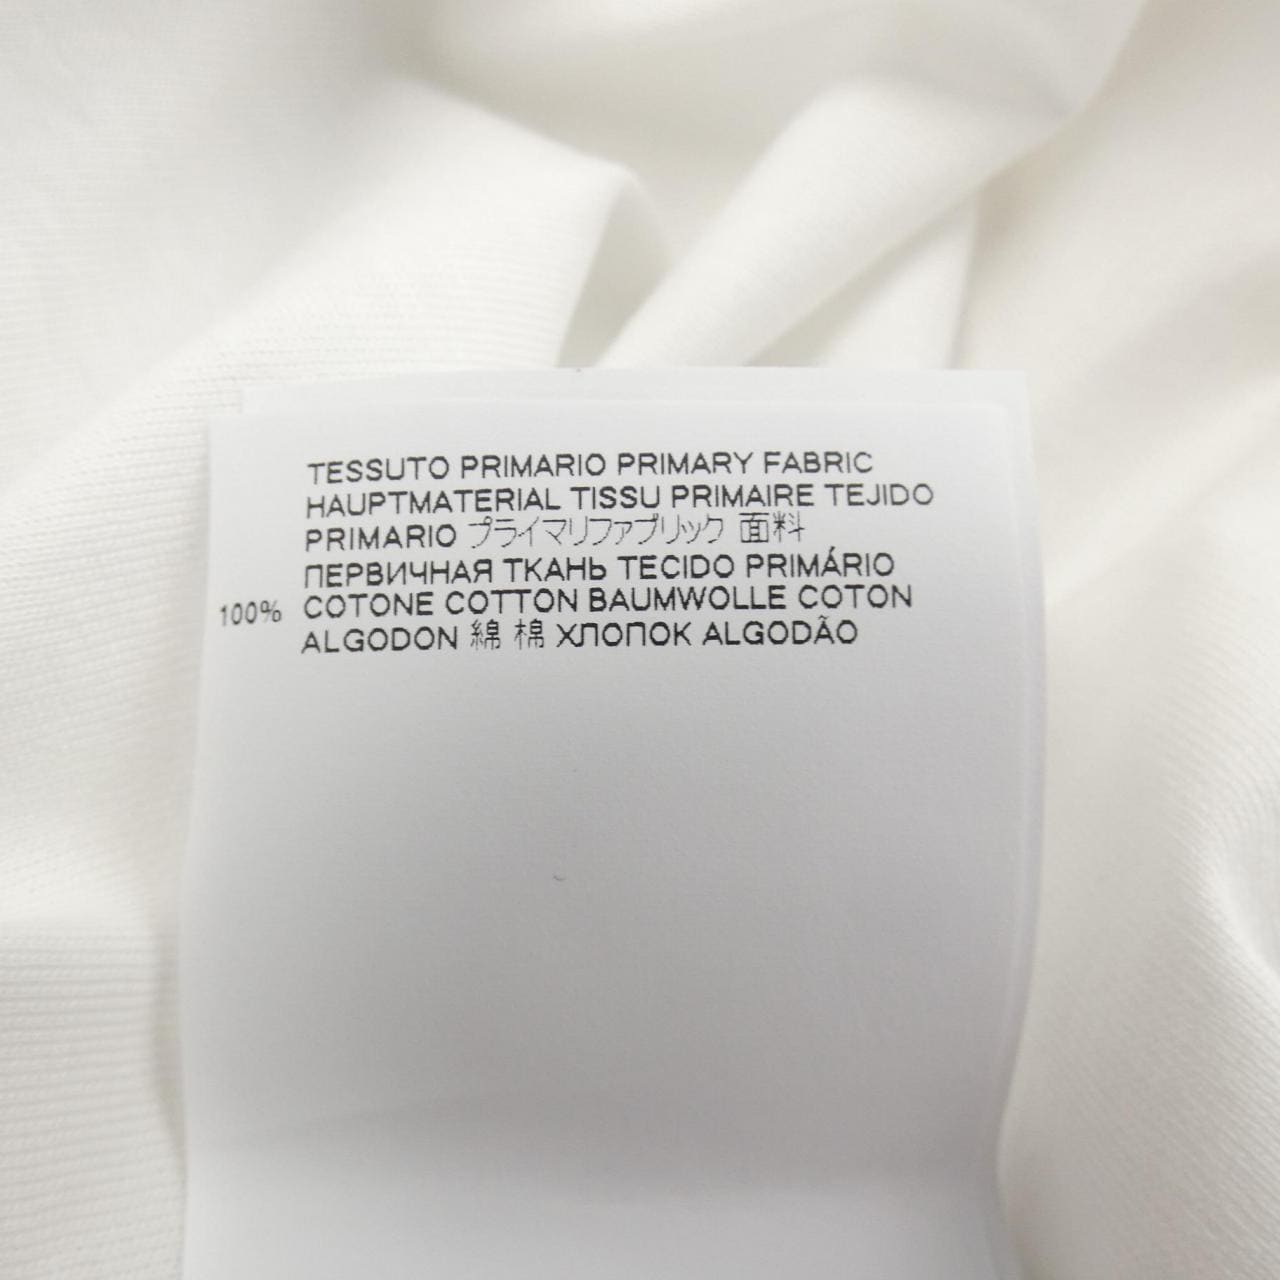 TESSUTO PRIMARIO PRIMARY FABRIC
HAUPTMATERIAL TISSU PRIMAIRE TEJIDO
PRIMARIO プライマリファブリック 面料
ПЕРВИЧНАЯ ТКАНЬ TECIDO PRIMÁRIO
100% COTONE COTTON BAUMWOLLE COTON
ALGODON 綿 棉 ХЛОПОК ALGODÃO